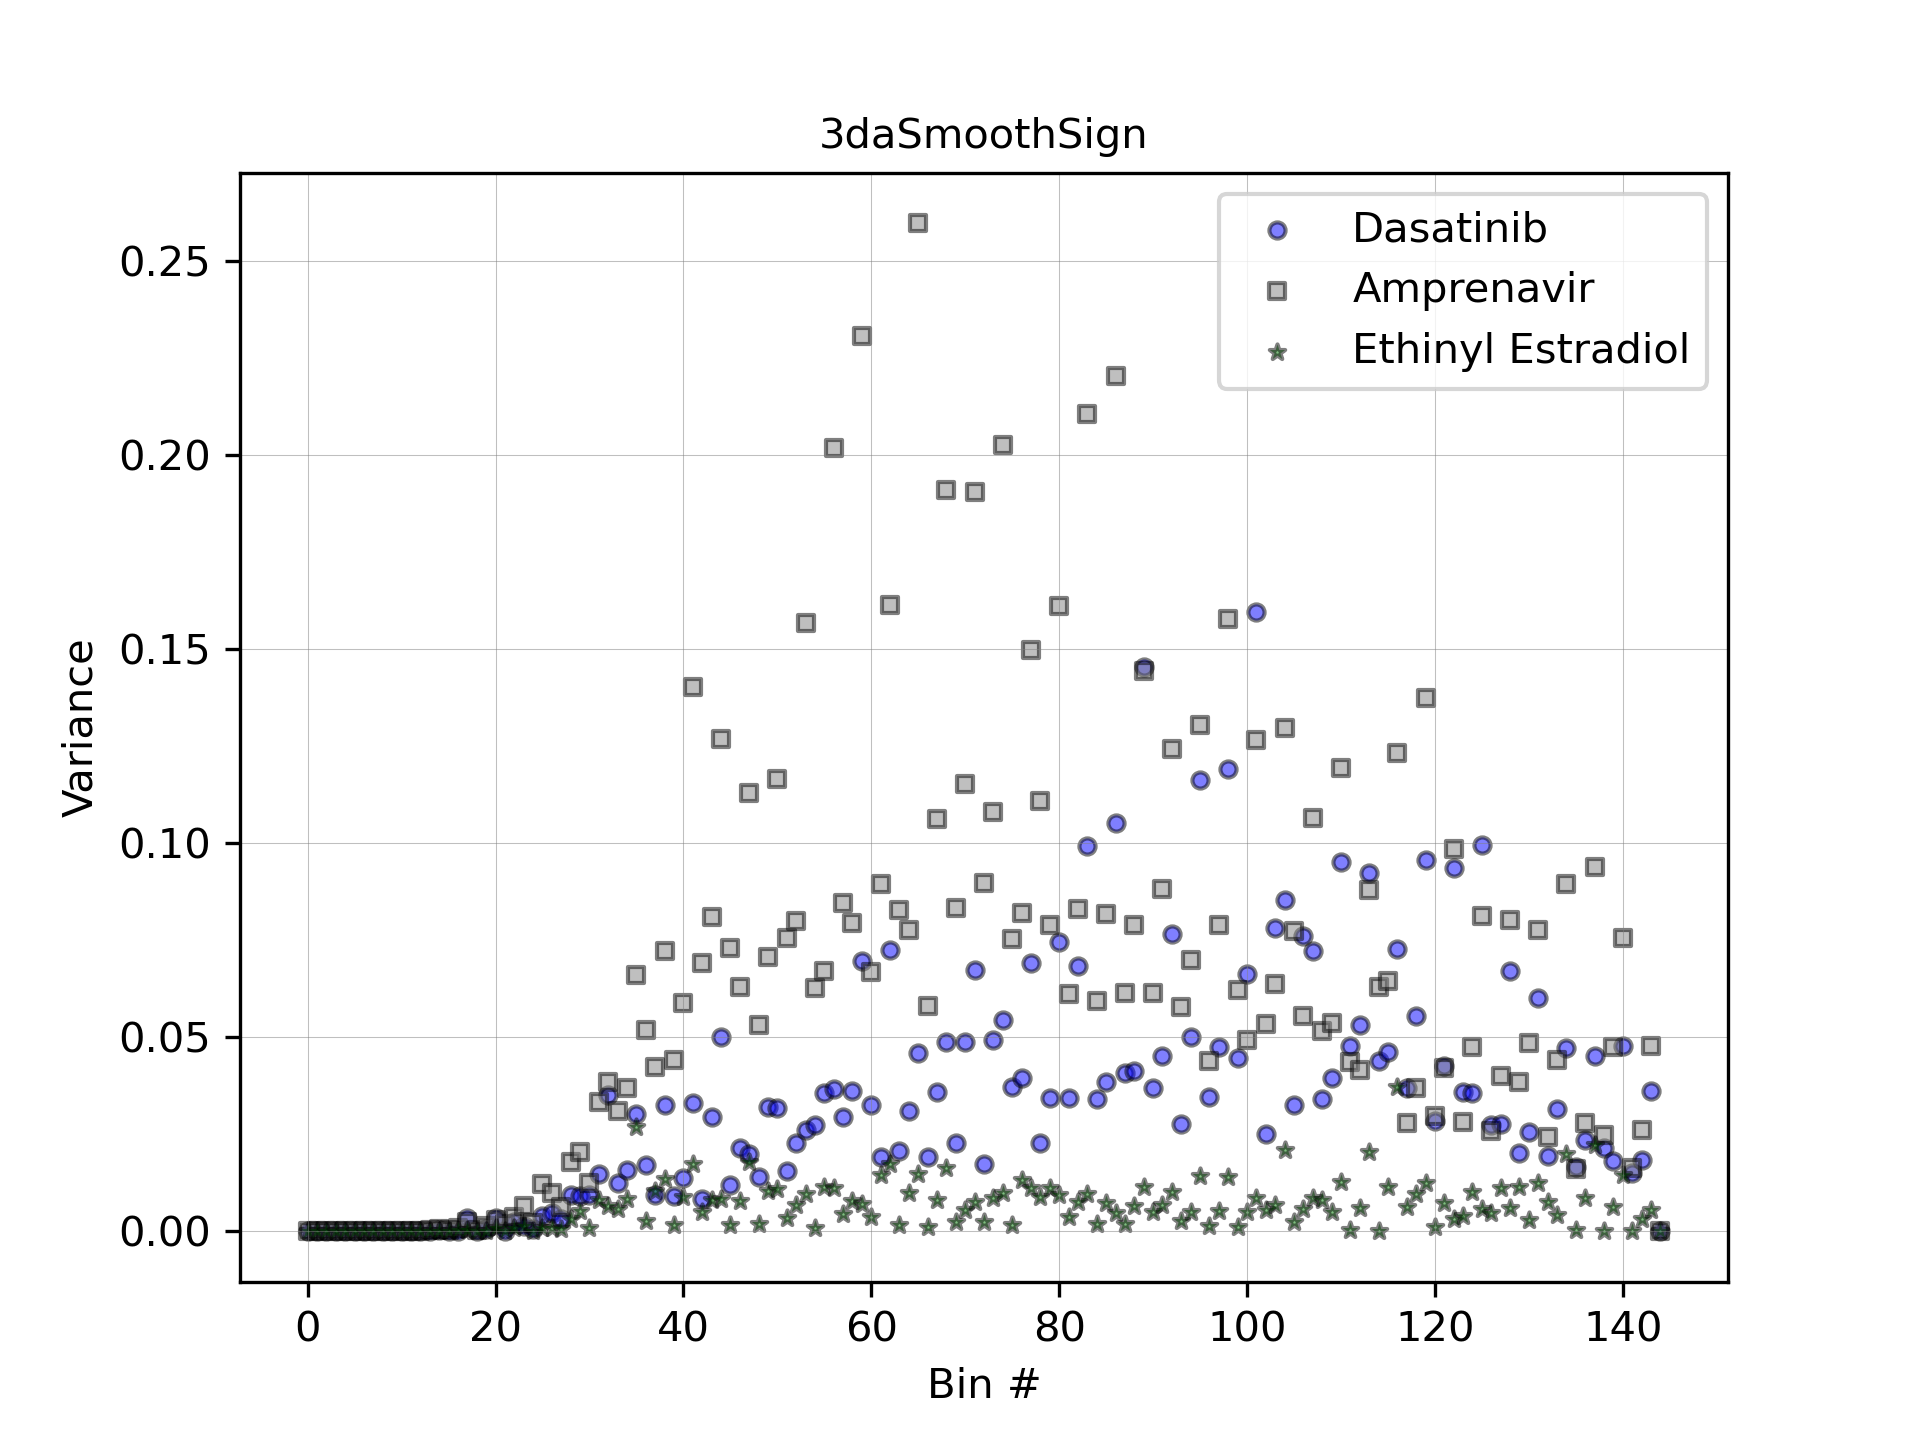 3daSmoothSign
Dasatinib
Amprenavir
Ethinyl Estradiol
0.25
0.20
0.15
0.10
0.05
0.00
Variance
0 20 40 60 80 100 120 140
Bin #